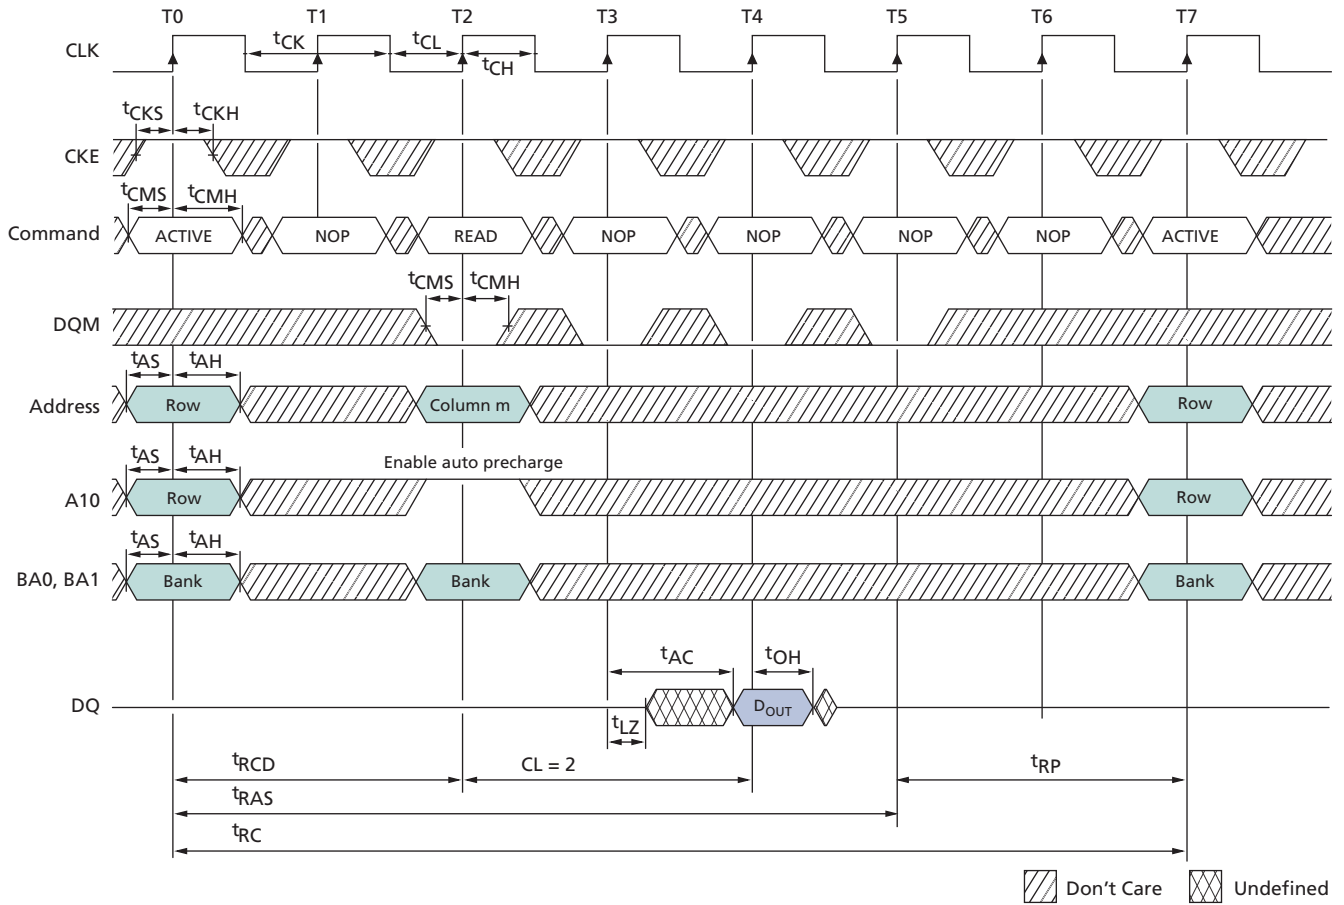 T0 T1 T2 T3 T4 T5 T6 T7
CLK tCK tCL
tCH
tCKS tCKH
CKE
tCMS tCMH
Command ACTIVE NOP READ NOP NOP NOP NOP ACTIVE
tCMS tCMH
DQM
tAS tAH
Address Row Column m Row
tAS tAH Enable auto precharge
A10 Row Row
tAS tAH
BA0, BA1 Bank Bank Bank
tAC tOH
DQ DOUT
tLZ
tRCD CL = 2 tRP
tRAS
tRC
Don't Care Undefined